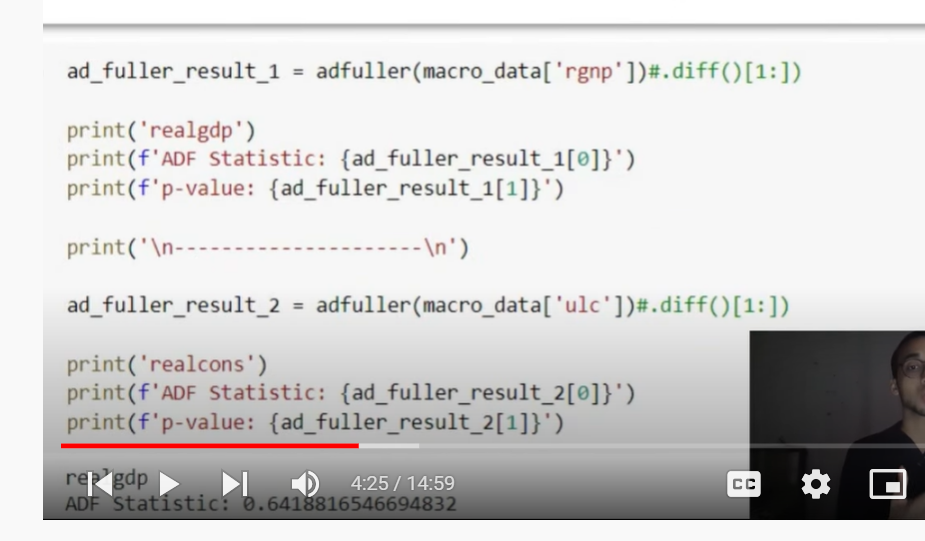 ad_fuller_result_1 = adfuller(macro_data['rgnp'])#.diff()[1:])
print('realgdp')
print(f'ADF Statistic: {ad_fuller_result_1[0]}')
print(f'p-value: {ad_fuller_result_1[1]}')
print('\n---------------------\n')
ad_fuller_result_2 = adfuller(macro_data['ulc'])#.diff()[1:])
print('realcons')
print(f'ADF Statistic: {ad_fuller_result_2[0]}')
print(f'p-value: {ad_fuller_result_2[1]}')
realgdp
4:25 / 14:59
CC
ADF Statistic: 0.6418816546694832